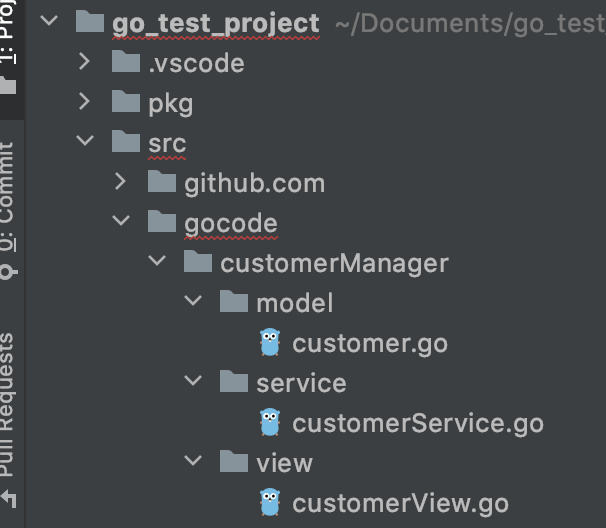 go_test_project ~/Documents/go_test
.vscode
pkg
src
github.com
gocode
customerManager
model
customer.go
service
customerService.go
view
customerView.go
1: Proj
0: Commit
Pull Requests